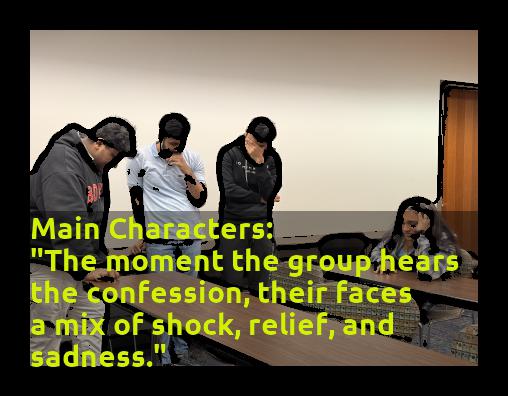 Main Characters:
"The moment the group hears
the confession, their faces
a mix of shock, relief, and
sadness."